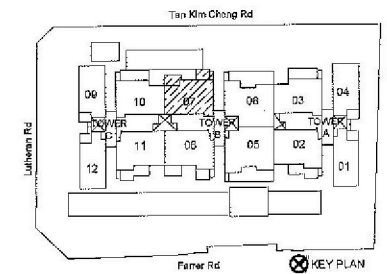 Tan Kim Cheng Rd
Lutheran Rd
09
10
07
08
03
04
TOWER
C
TOWER
B
TOWER
A
12
11
06
05
02
01
Farrer Rd
KEY PLAN